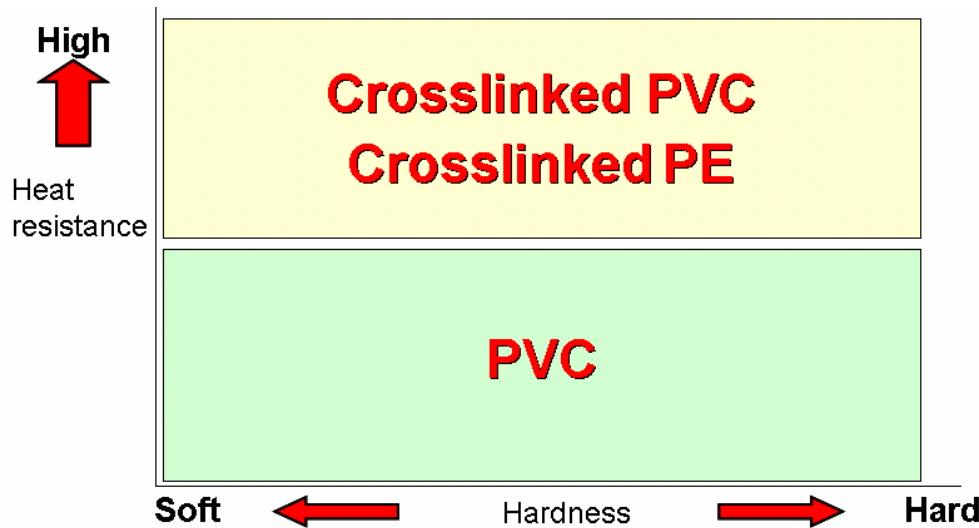 High
Heat
resistance
Crosslinked PVC
Crosslinked PE
PVC
Soft
Hardness
Hard